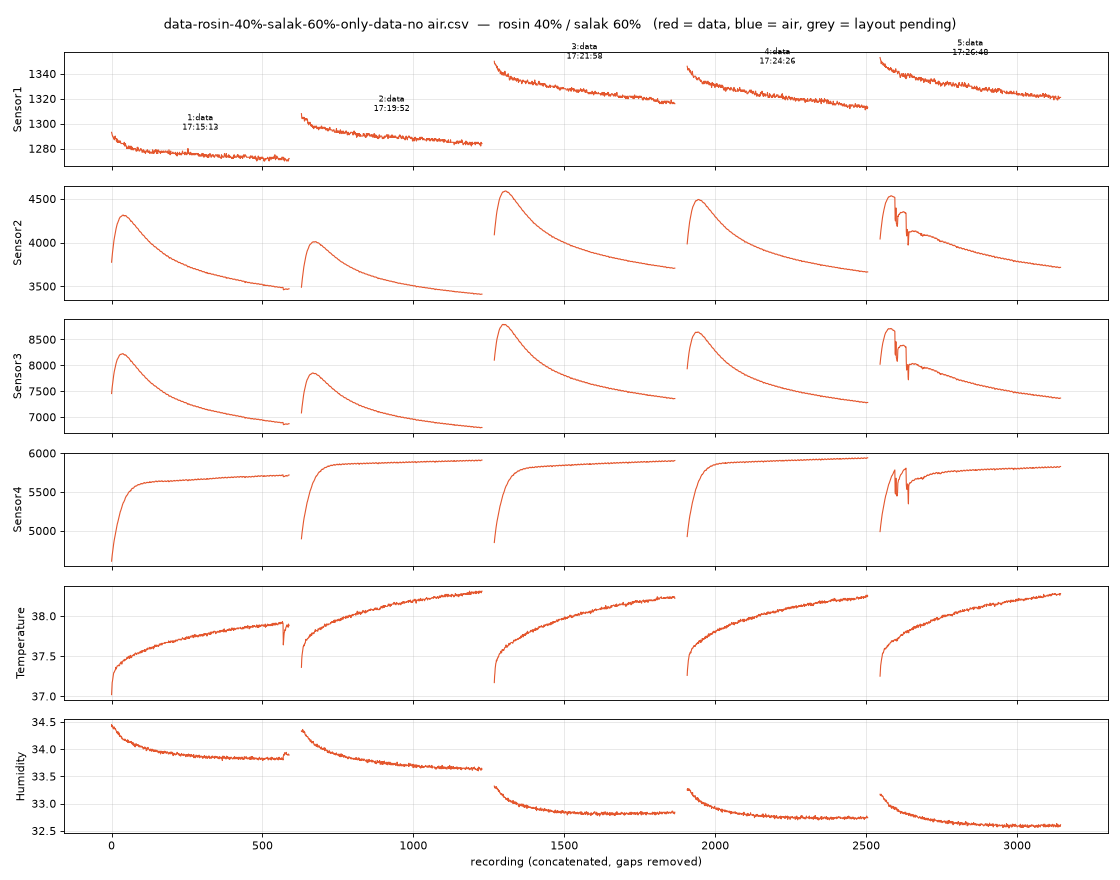 data-rosin-40%-salak-60%-only-data-no air.csv — rosin 40% / salak 60% (red = data, blue = air, grey = layout pending)
Sensor1
1340
1320
1300
1280
1:data
17:15:13
2:data
17:19:52
3:data
17:21:58
4:data
17:24:26
5:data
17:26:48
Sensor2
4500
4000
3500
Sensor3
8500
8000
7500
7000
Sensor4
6000
5500
5000
Temperature
38.0
37.5
37.0
Humidity
34.5
34.0
33.5
33.0
32.5
0 500 1000 1500 2000 2500 3000
recording (concatenated, gaps removed)